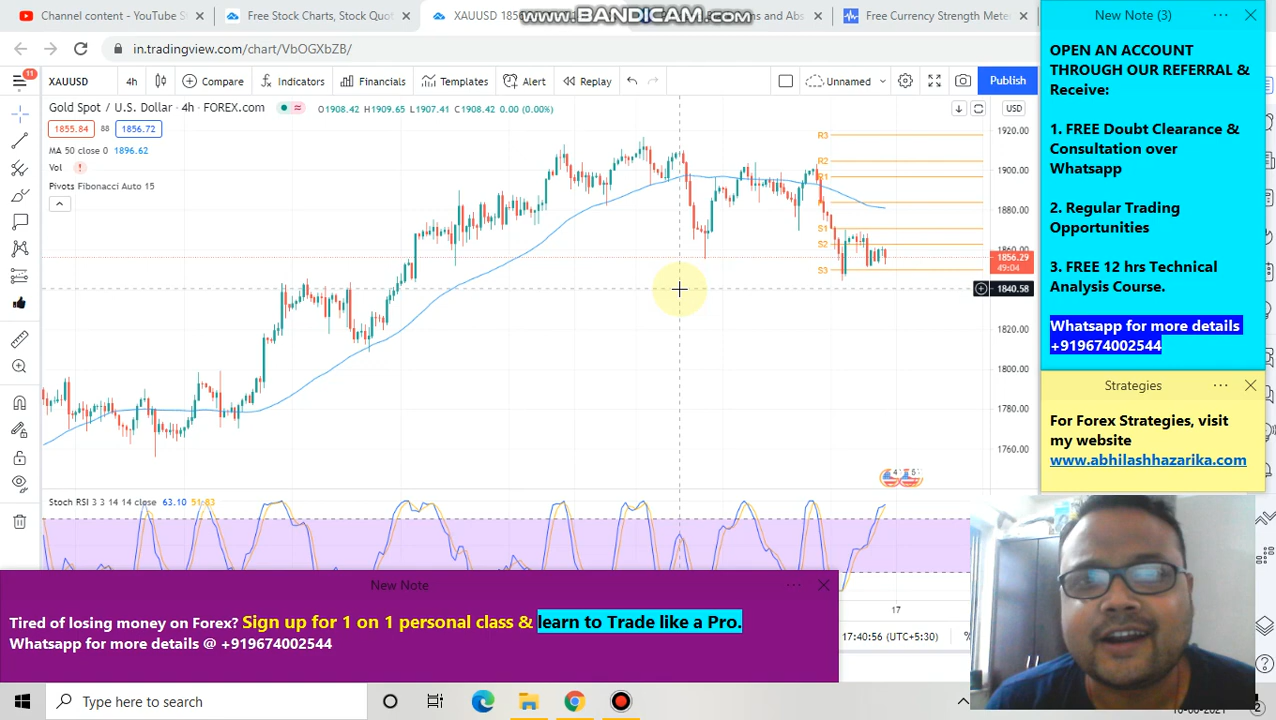 Free Stock Charts, Stock Quot
XAUUSD 185
www.BANDICAM.com
ns and Abs
Free Currency Strength Mete
in.tradingview.com/chart/VbOGXbZB/
11
XAUUSD
4h
Compare
Indicators
Financials
Templates
Alert
Replay
Unnamed
Publish
Gold Spot / U.S. Dollar · 4h · FOREX.com
O1908.42 H1909.65 L1907.41 C1908.42 0.00 (0.00%)
USD
1855.84
88
1856.72
MA 50 close 0 1896.62
Vol
Pivots Fibonacci Auto 15
R3
R2
R1
P
S1
S2
S3
1920.00
1900.00
1880.00
1860.00
1856.29
49:04
1840.58
1820.00
1800.00
1780.00
1760.00
Stoch RSI 3 3 14 14 close 63.10
17
17:40:56 (UTC+5:30)
%
New Note (3)
OPEN AN ACCOUNT
THROUGH OUR REFERRAL &
Receive:
1. FREE Doubt Clearance &
Consultation over
Whatsapp
2. Regular Trading
Opportunities
3. FREE 12 hrs Technical
Analysis Course.
Whatsapp for more details
+919674002544
Strategies
For Forex Strategies, visit
my website
www.abhilashhazarika.com
New Note
Tired of losing money on Forex? Sign up for 1 on 1 personal class & learn to Trade like a Pro.
Whatsapp for more details @ +919674002544
Type here to search
2